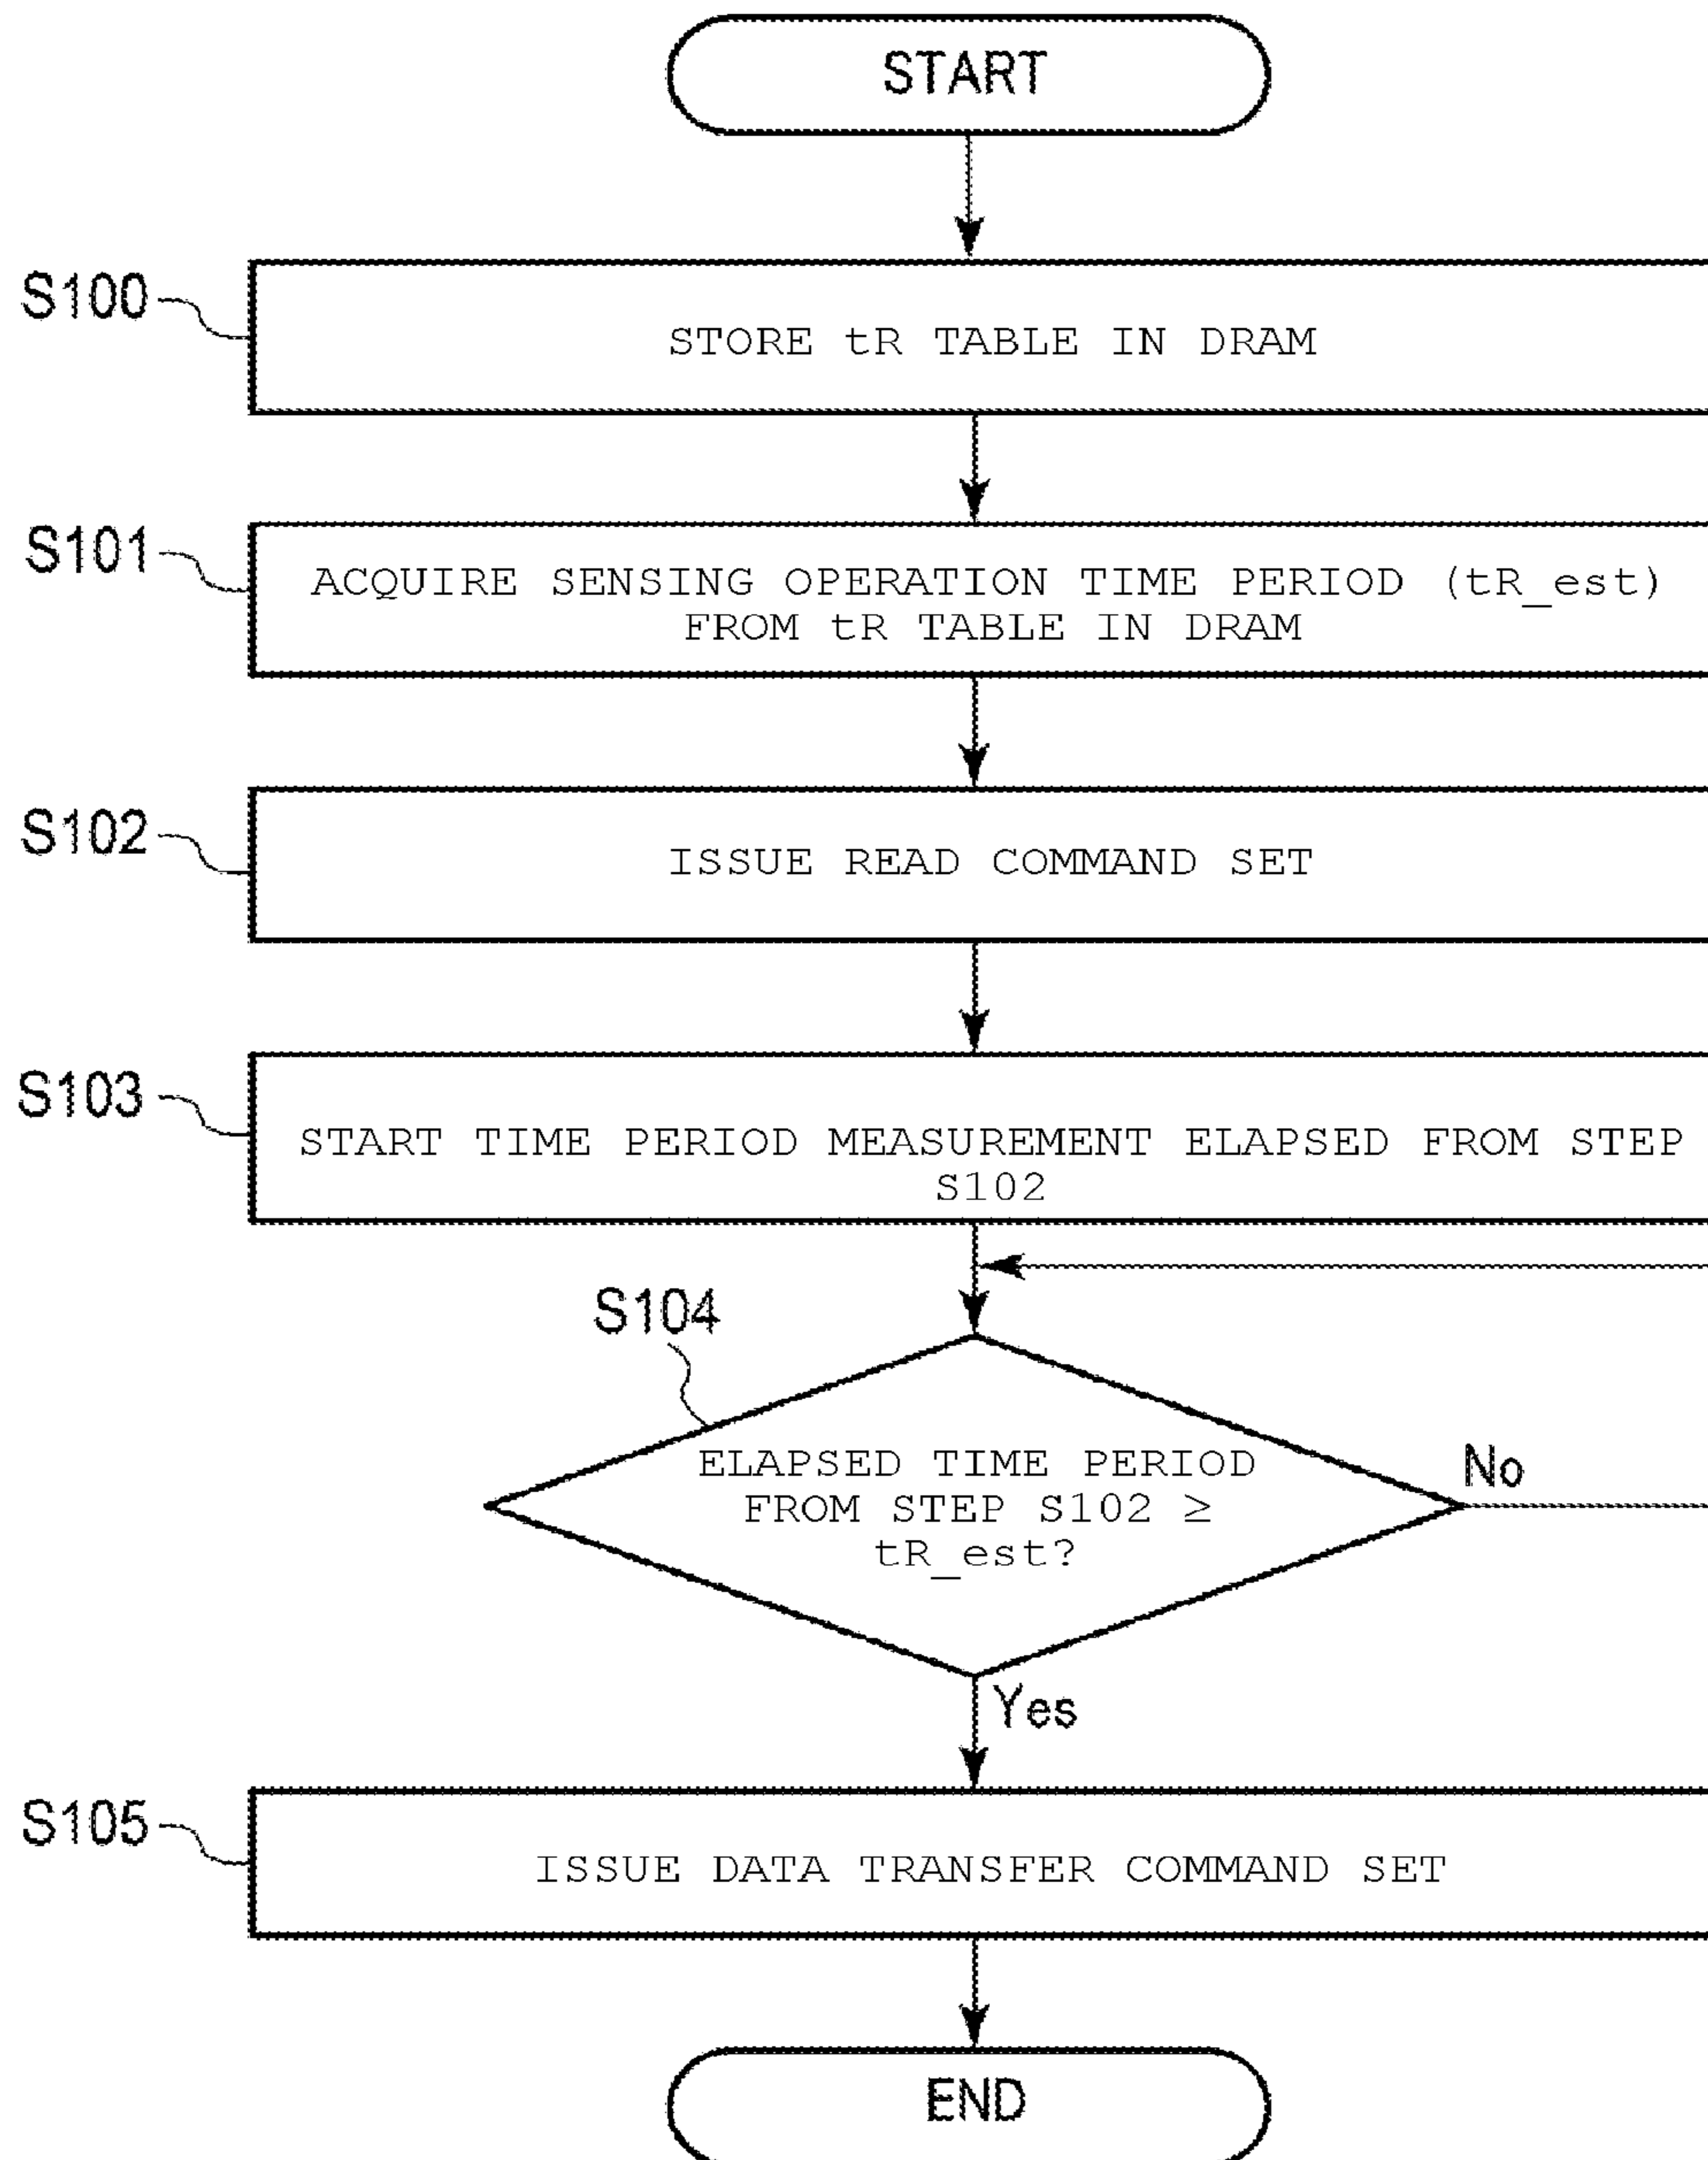 START
S100
STORE tR TABLE IN DRAM
S101
ACQUIRE SENSING OPERATION TIME PERIOD (tR_est)
FROM tR TABLE IN DRAM
S102
ISSUE READ COMMAND SET
S103
START TIME PERIOD MEASUREMENT ELAPSED FROM STEP
S102
S104
ELAPSED TIME PERIOD
FROM STEP S102 ≥
tR_est?
No
Yes
S105
ISSUE DATA TRANSFER COMMAND SET
END